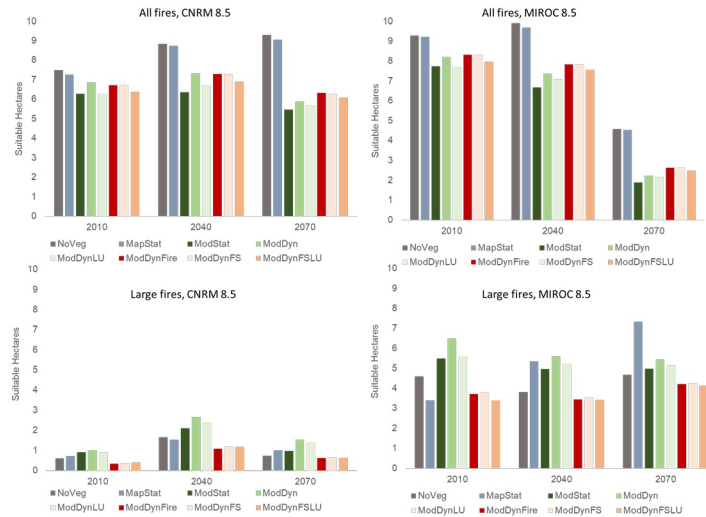 All fires, CNRM 8.5
Suitable Hectares
10
9
8
7
6
5
4
3
2
1
0
2010 2040 2070
NoVeg MapStat ModStat ModDyn
ModDynLU ModDynFire ModDynFS ModDynFSLU
All fires, MIROC 8.5
Suitable Hectares
10
9
8
7
6
5
4
3
2
1
0
2010 2040 2070
NoVeg MapStat ModStat ModDyn
ModDynLU ModDynFire ModDynFS ModDynFSLU
Large fires, CNRM 8.5
Suitable Hectares
10
9
8
7
6
5
4
3
2
1
0
2010 2040 2070
NoVeg MapStat ModStat ModDyn
ModDynLU ModDynFire ModDynFS ModDynFSLU
Large fires, MIROC 8.5
Suitable Hectares
10
9
8
7
6
5
4
3
2
1
0
2010 2040 2070
NoVeg MapStat ModStat ModDyn
ModDynLU ModDynFire ModDynFS ModDynFSLU